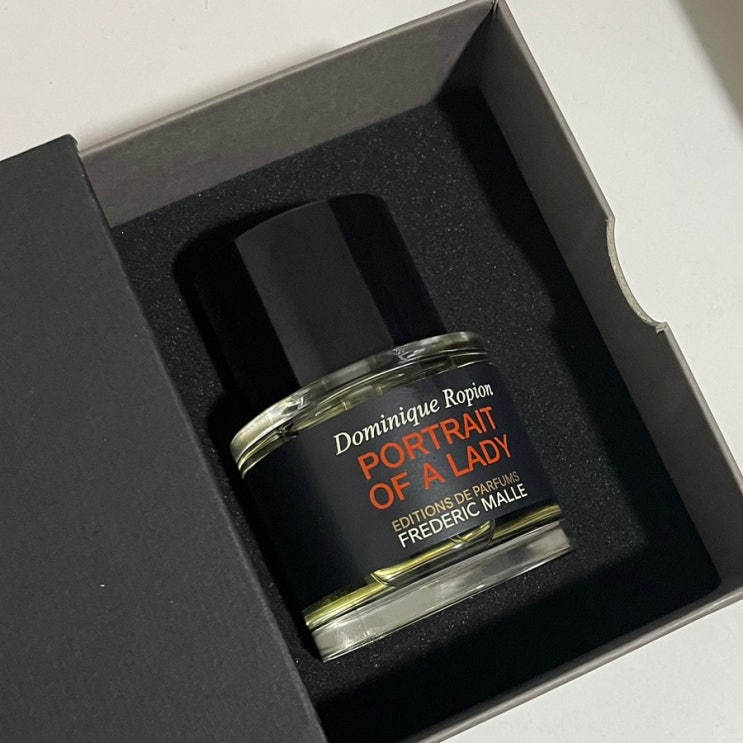 Dominique Ropion
PORTRAIT
OF A LADY
EDITIONS DE PARFUMS
FREDERIC MALLE